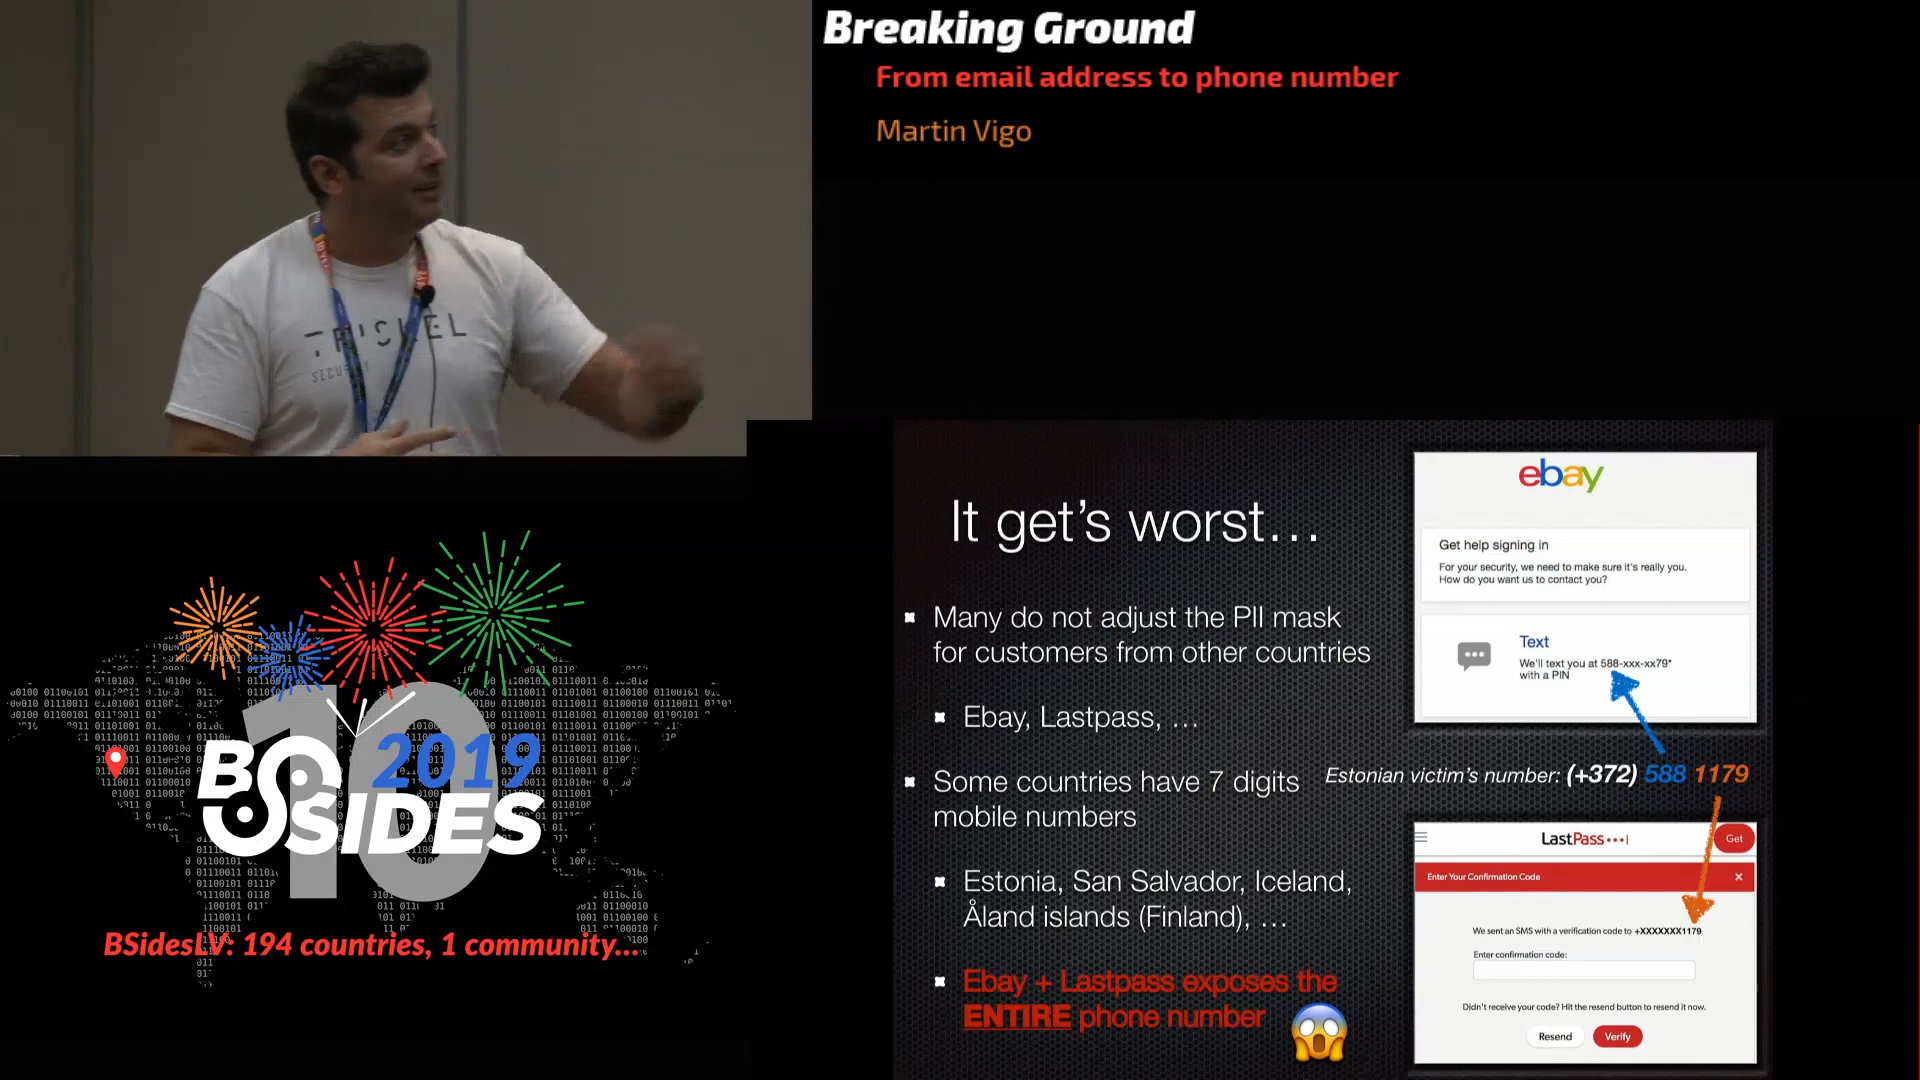 Breaking Ground
From email address to phone number
Martin Vigo
TRISKEL
SECURITY
10
2019
BSIDES
BSidesLV: 194 countries, 1 community...
It get's worst…
Many do not adjust the PII mask
for customers from other countries
Ebay, Lastpass, …
Some countries have 7 digits
mobile numbers
Estonia, San Salvador, Iceland,
Åland islands (Finland), …
Ebay + Lastpass exposes the
ENTIRE phone number
ebay
Get help signing in
For your security, we need to make sure it's really you.
How do you want us to contact you?
Text
We'll text you at 588-xxx-xx79*
with a PIN
Estonian victim's number: (+372) 588 1179
LastPass •••|
Get
Enter Your Confirmation Code
We sent an SMS with a verification code to +XXXXXXX1179
Enter confirmation code:
Didn't receive your code? Hit the resend button to resend it now.
Resend Verify